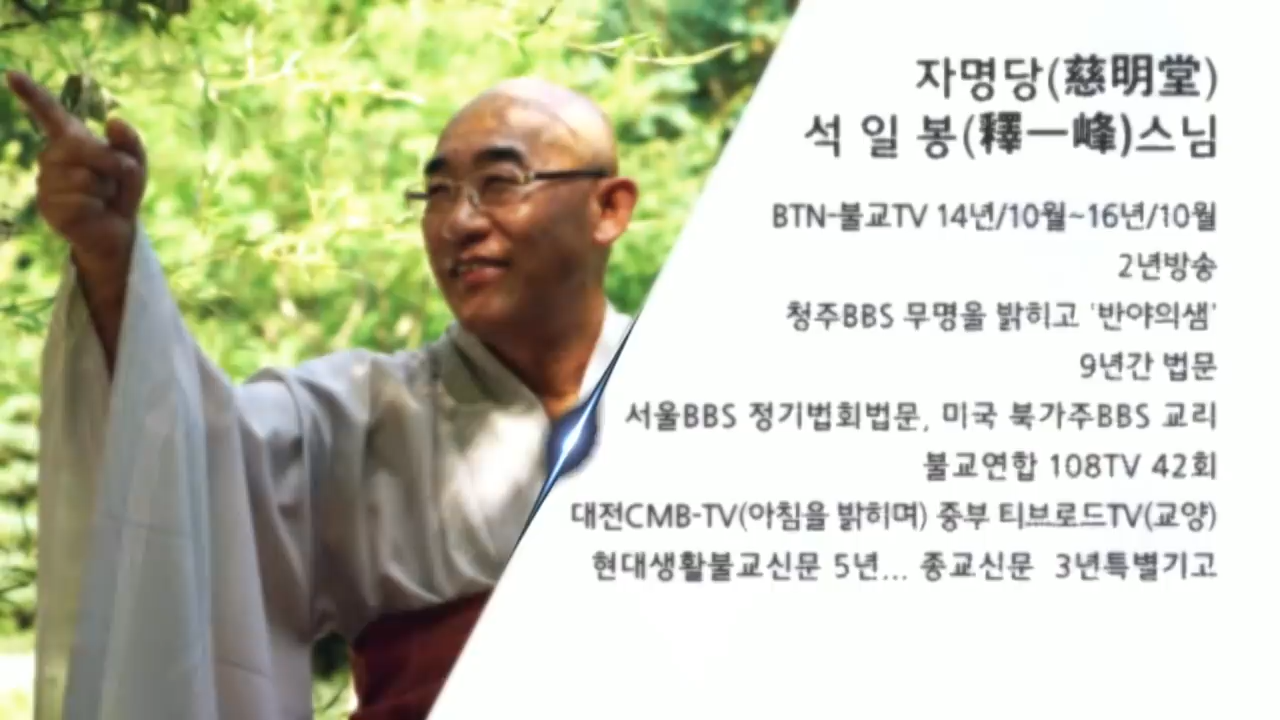 자명당(慈明堂)
석 일 봉(釋一峰)스님
BTN-불교TV 14년/10월~16년/10월
2년방송
청주BBS 무명을 밝히고 '반야의샘'
9년간 법문
서울BBS 정기법회법문, 미국 북가주BBS 교리
불교연합 108TV 42회
대전CMB-TV(아침을 밝히며) 중부 티브로드TV(교양)
현대생활불교신문 5년... 종교신문 3년특별기고